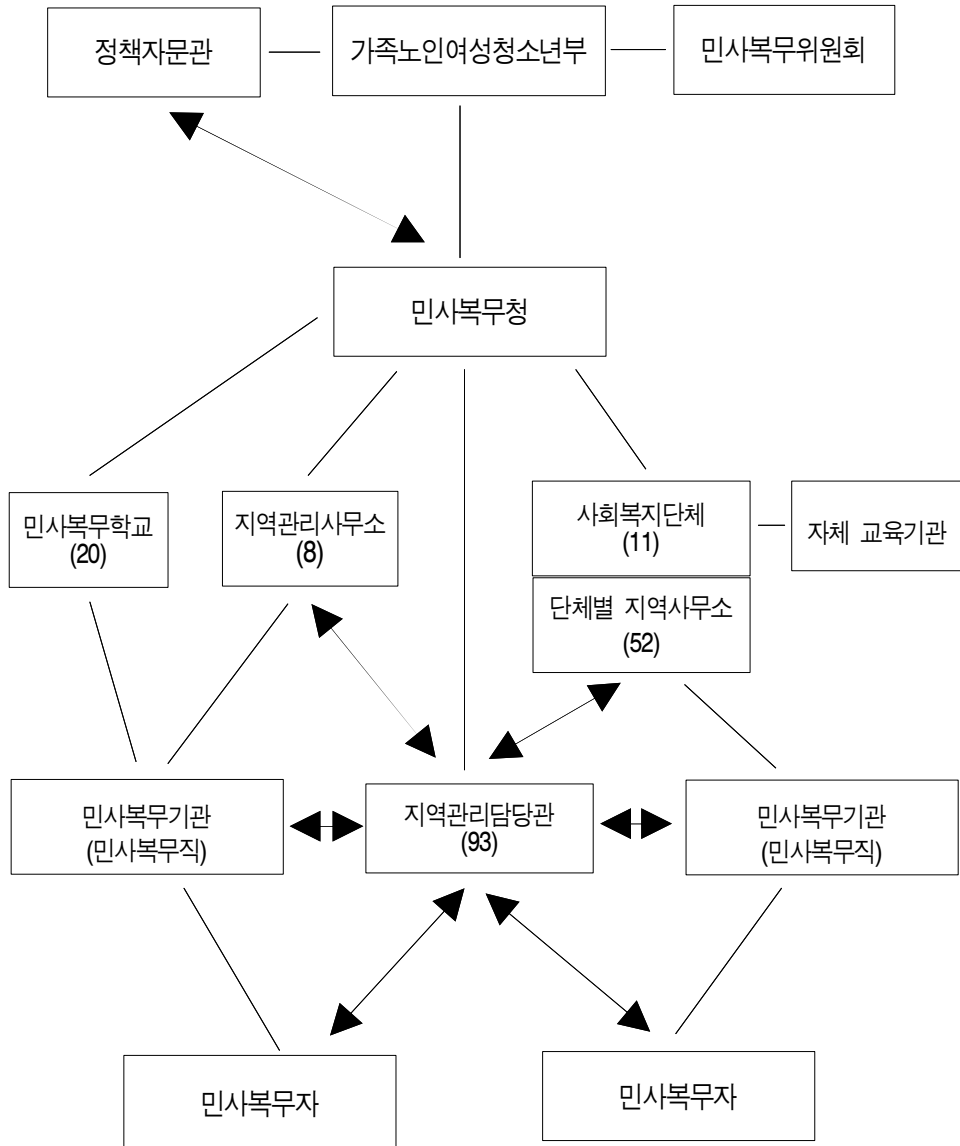 정책자문관
가족노인여성청소년부
민사복무위원회
민사복무청
민사복무학교
(20)
지역관리사무소
(8)
사회복지단체
(11)
자체 교육기관
단체별 지역사무소
(52)
민사복무기관
(민사복무직)
지역관리담당관
(93)
민사복무기관
(민사복무직)
민사복무자
민사복무자